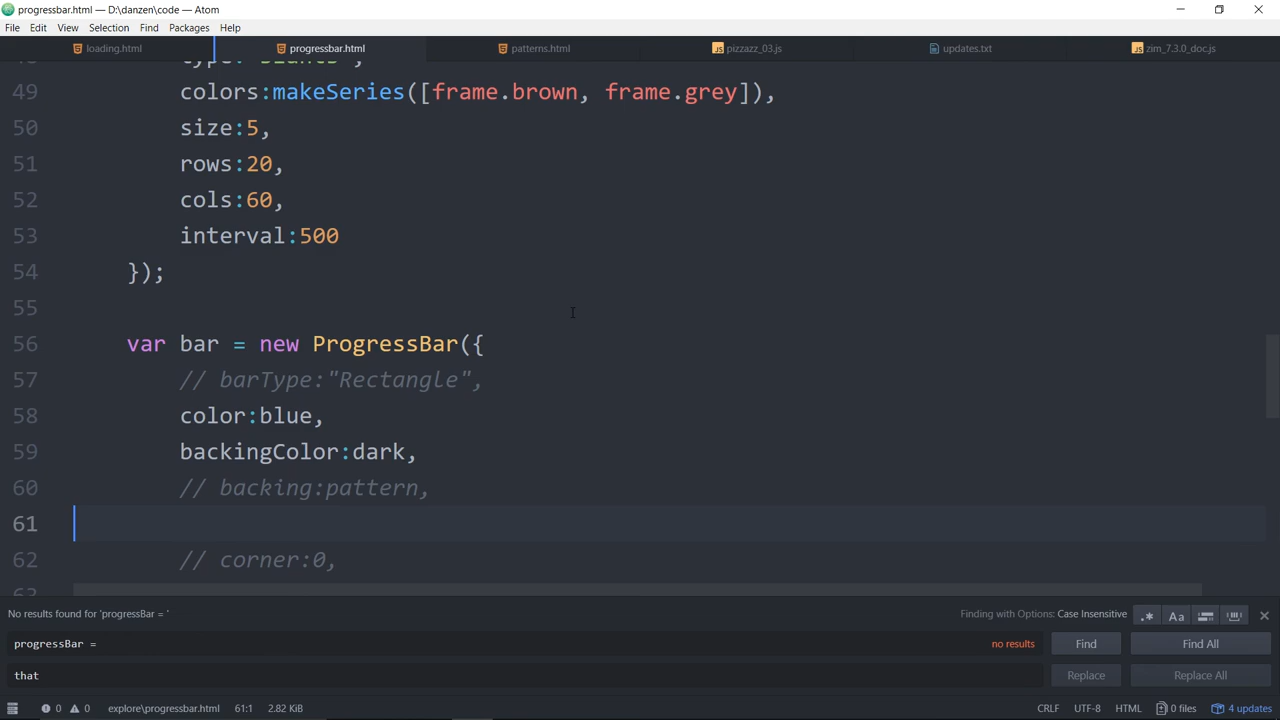 progressbar.html — D:\danzen\code — Atom
File Edit View Selection Find Packages Help
loading.html progressbar.html patterns.html pizzazz_03.js updates.txt zim_7.3.0_doc.js
49 colors:makeSeries([frame.brown, frame.grey]),
50 size:5,
51 rows:20,
52 cols:60,
53 interval:500
54 });
55
56 var bar = new ProgressBar({
57 // barType:"Rectangle",
58 color:blue,
59 backingColor:dark,
60 // backing:pattern,
61
62 // corner:0,
No results found for 'progressBar = '
Finding with Options: Case Insensitive
.* Aa
progressBar =
no results
Find Find All
that
Replace Replace All
0 0 explore\progressbar.html 61:1 2.82 KiB CRLF UTF-8 HTML 0 files 4 updates